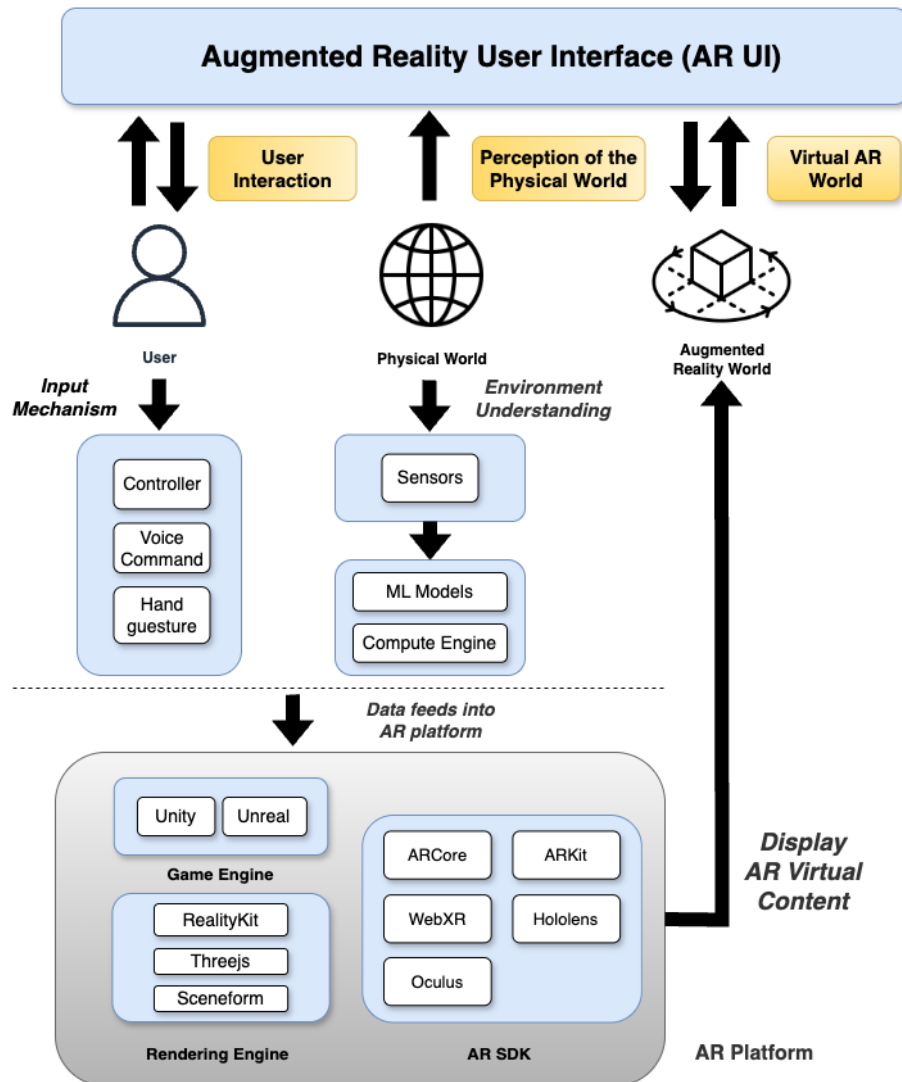 Augmented Reality User Interface (AR UI)
User
Interaction
Perception of the
Physical World
Virtual AR
World
User
Physical World
Augmented
Reality World
Input
Mechanism
Environment
Understanding
Controller
Voice
Command
Hand
guesture
Sensors
ML Models
Compute Engine
Data feeds into
AR platform
Unity
Unreal
Game Engine
RealityKit
Threejs
Sceneform
Rendering Engine
ARCore
ARKit
WebXR
Hololens
Oculus
AR SDK
Display
AR Virtual
Content
AR Platform